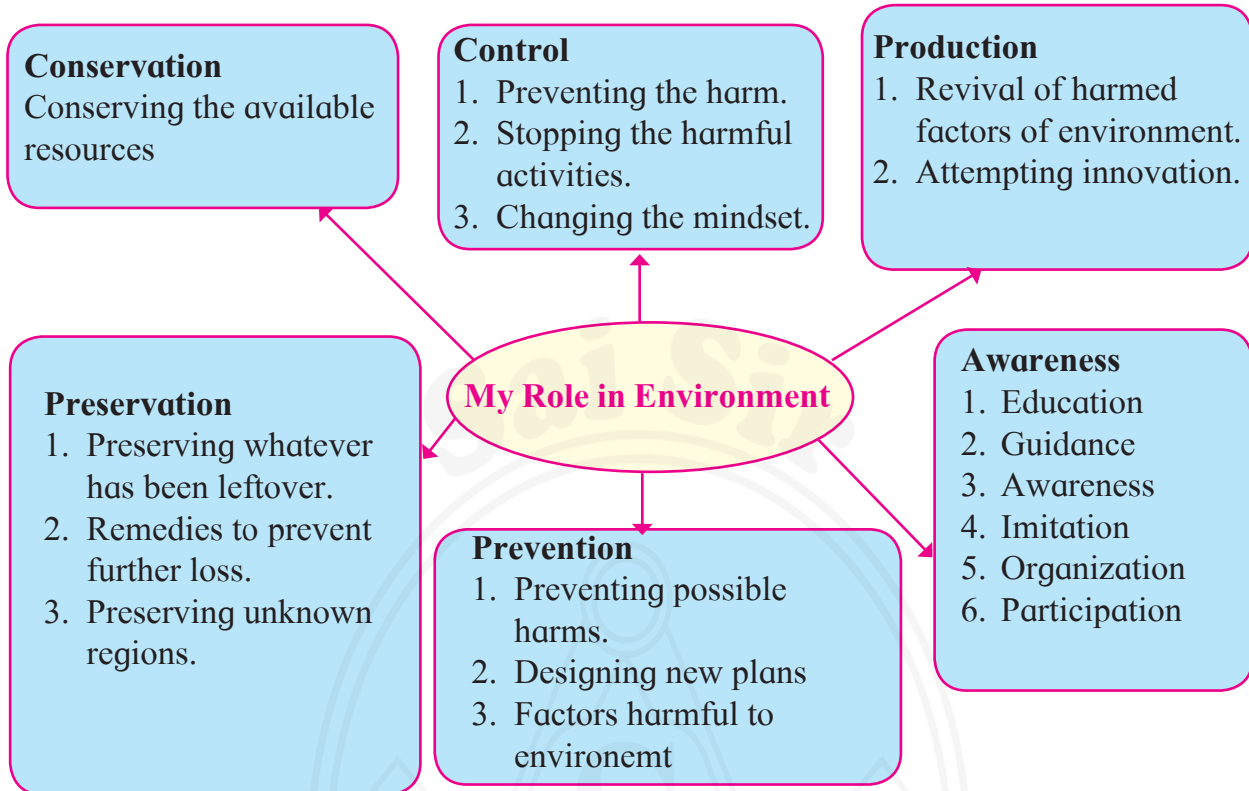 Conservation
Conserving the available
resources
Control
1. Preventing the harm.
2. Stopping the harmful
activities.
3. Changing the mindset.
Production
1. Revival of harmed
factors of environment.
2. Attempting innovation.
My Role in Environment
Preservation
1. Preserving whatever
has been leftover.
2. Remedies to prevent
further loss.
3. Preserving unknown
regions.
Prevention
1. Preventing possible
harms.
2. Designing new plans
3. Factors harmful to
environemt
Awareness
1. Education
2. Guidance
3. Awareness
4. Imitation
5. Organization
6. Participation